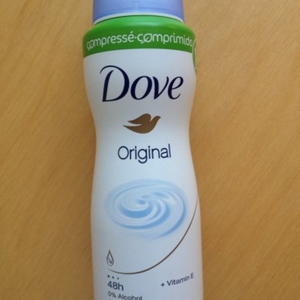 compressé-comprimido
Dove
Original
48h
+ Vitamin E
0% Alcohol